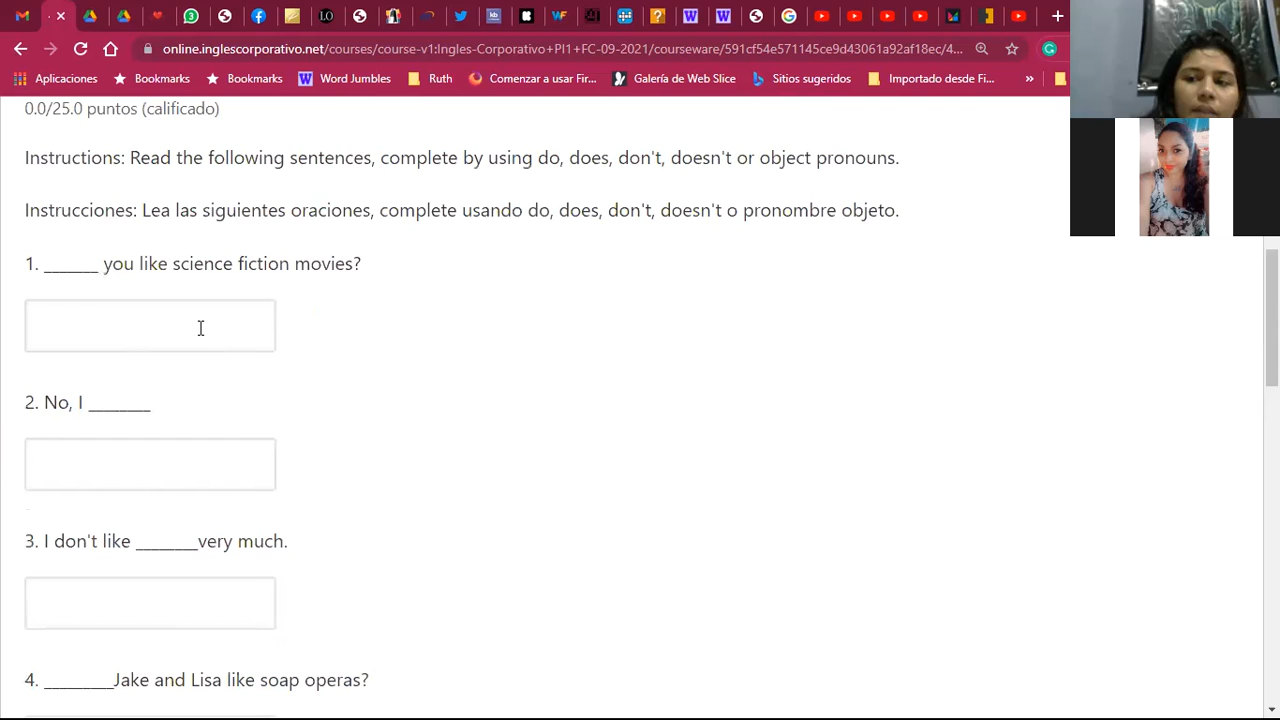 online.inglescorporativo.net/courses/course-v1:Ingles-Corporativo+PI1+FC-09-2021/courseware/591cf54e571145ce9d43061a92af18ec/4...
Aplicaciones Bookmarks Bookmarks Word Jumbles Ruth Comenzar a usar Fir... Galería de Web Slice Sitios sugeridos Importado desde Fi... »
0.0/25.0 puntos (calificado)
Instructions: Read the following sentences, complete by using do, does, don't, doesn't or object pronouns.
Instrucciones: Lea las siguientes oraciones, complete usando do, does, don't, doesn't o pronombre objeto.
1. _______ you like science fiction movies?
2. No, I ________
3. I don't like ________very much.
4. _________Jake and Lisa like soap operas?